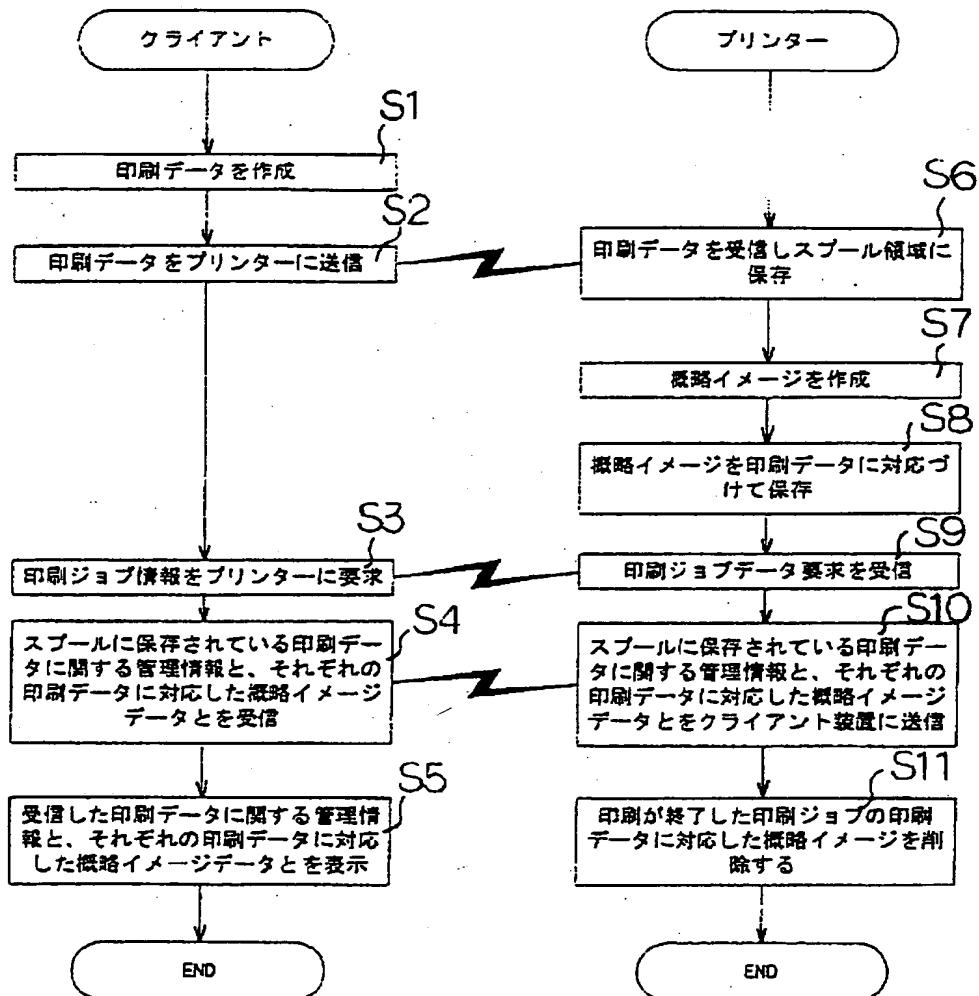 クライアント
S1
印刷データを作成
S2
印刷データをプリンターに送信
S3
印刷ジョブ情報をプリンターに要求
S4
スプールに保存されている印刷デー
タに関する管理情報と、それぞれの
印刷データに対応した概略イメージ
データとを受信
S5
受信した印刷データに関する管理情
報と、それぞれの印刷データに対応
した概略イメージデータとを表示
END
プリンター
S6
印刷データを受信しスプール領域に
保存
S7
概略イメージを作成
S8
概略イメージを印刷データに対応づ
けて保存
S9
印刷ジョブデータ要求を受信
S10
スプールに保存されている印刷デー
タに関する管理情報と、それぞれの
印刷データに対応した概略イメージ
データとをクライアント装置に送信
S11
印刷が終了した印刷ジョブの印刷
データに対応した概略イメージを削
除する
END